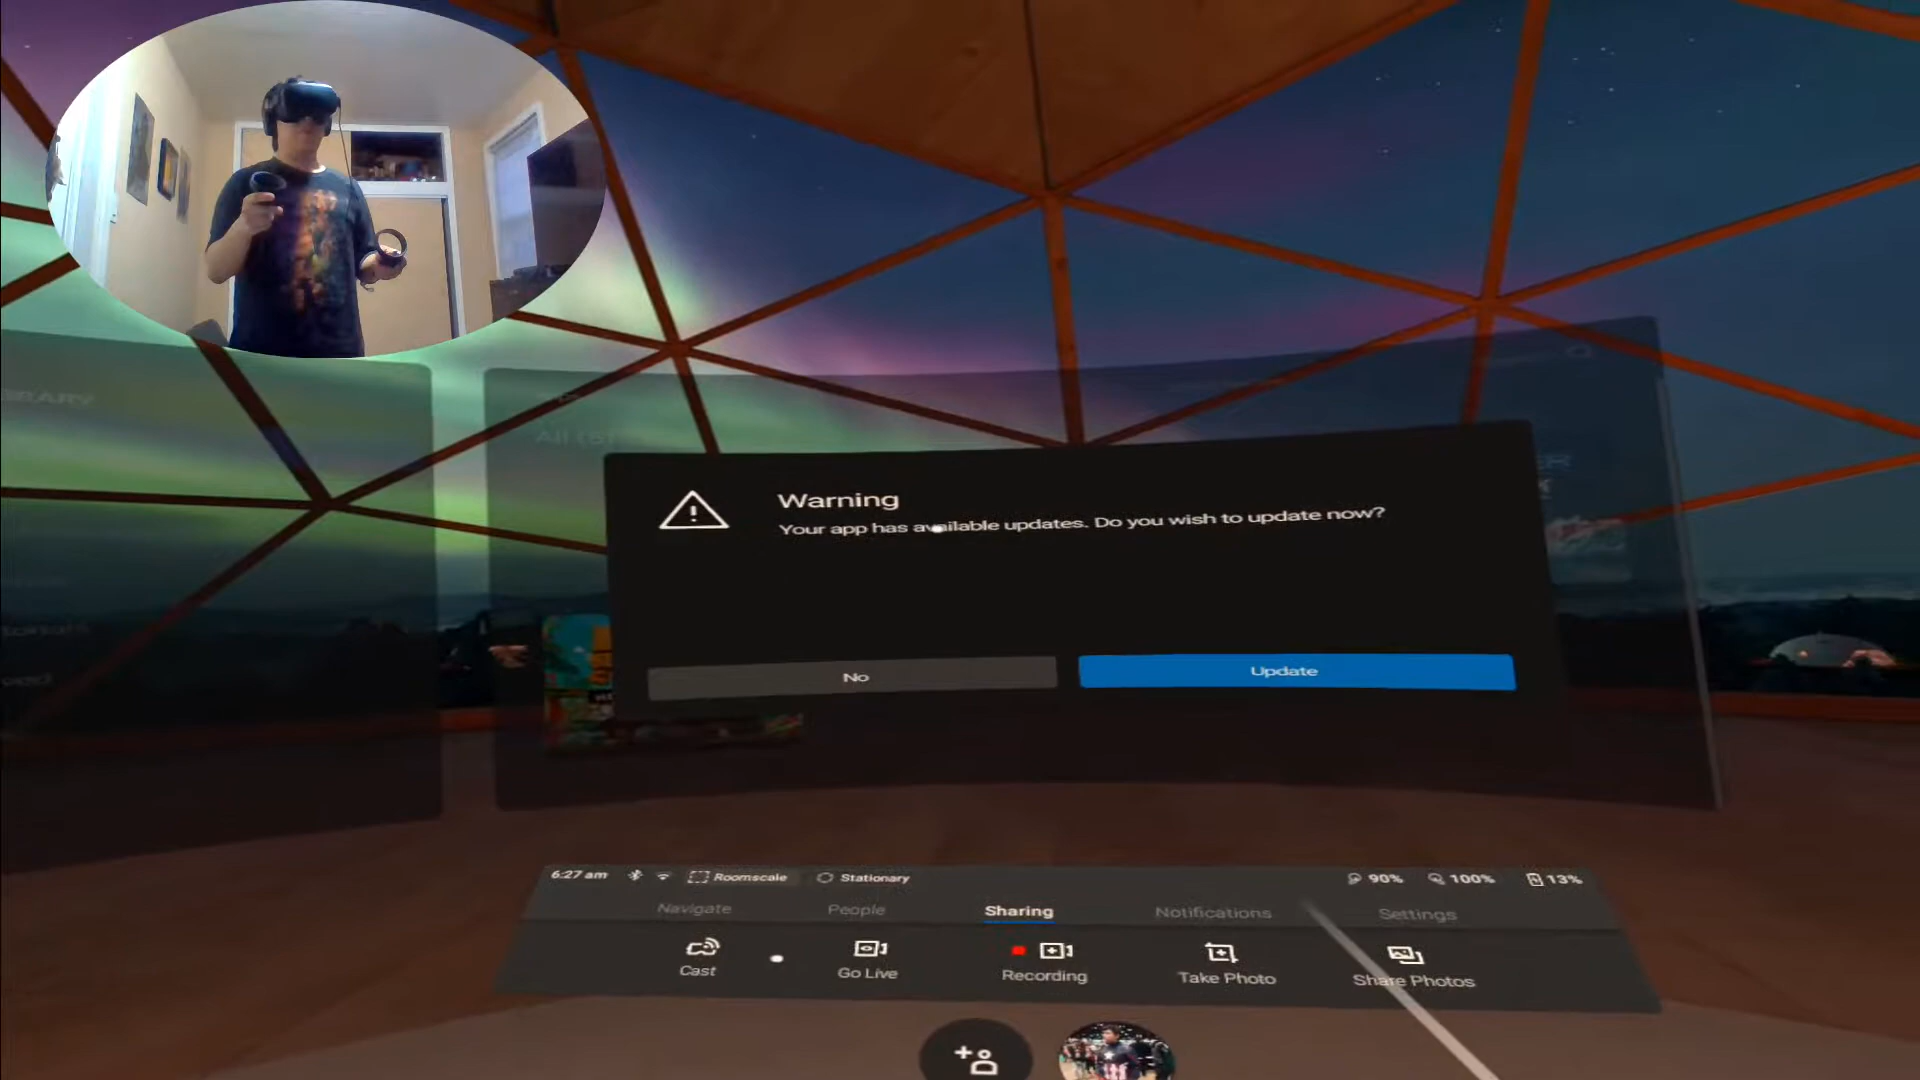 All
Warning
Your app has available updates. Do you wish to update now?
No
Update
6:27 am
Roomscale
Stationary
90%
100%
13%
Navigate
People
Sharing
Notifications
Settings
Cast
Go Live
Recording
Take Photo
Share Photos